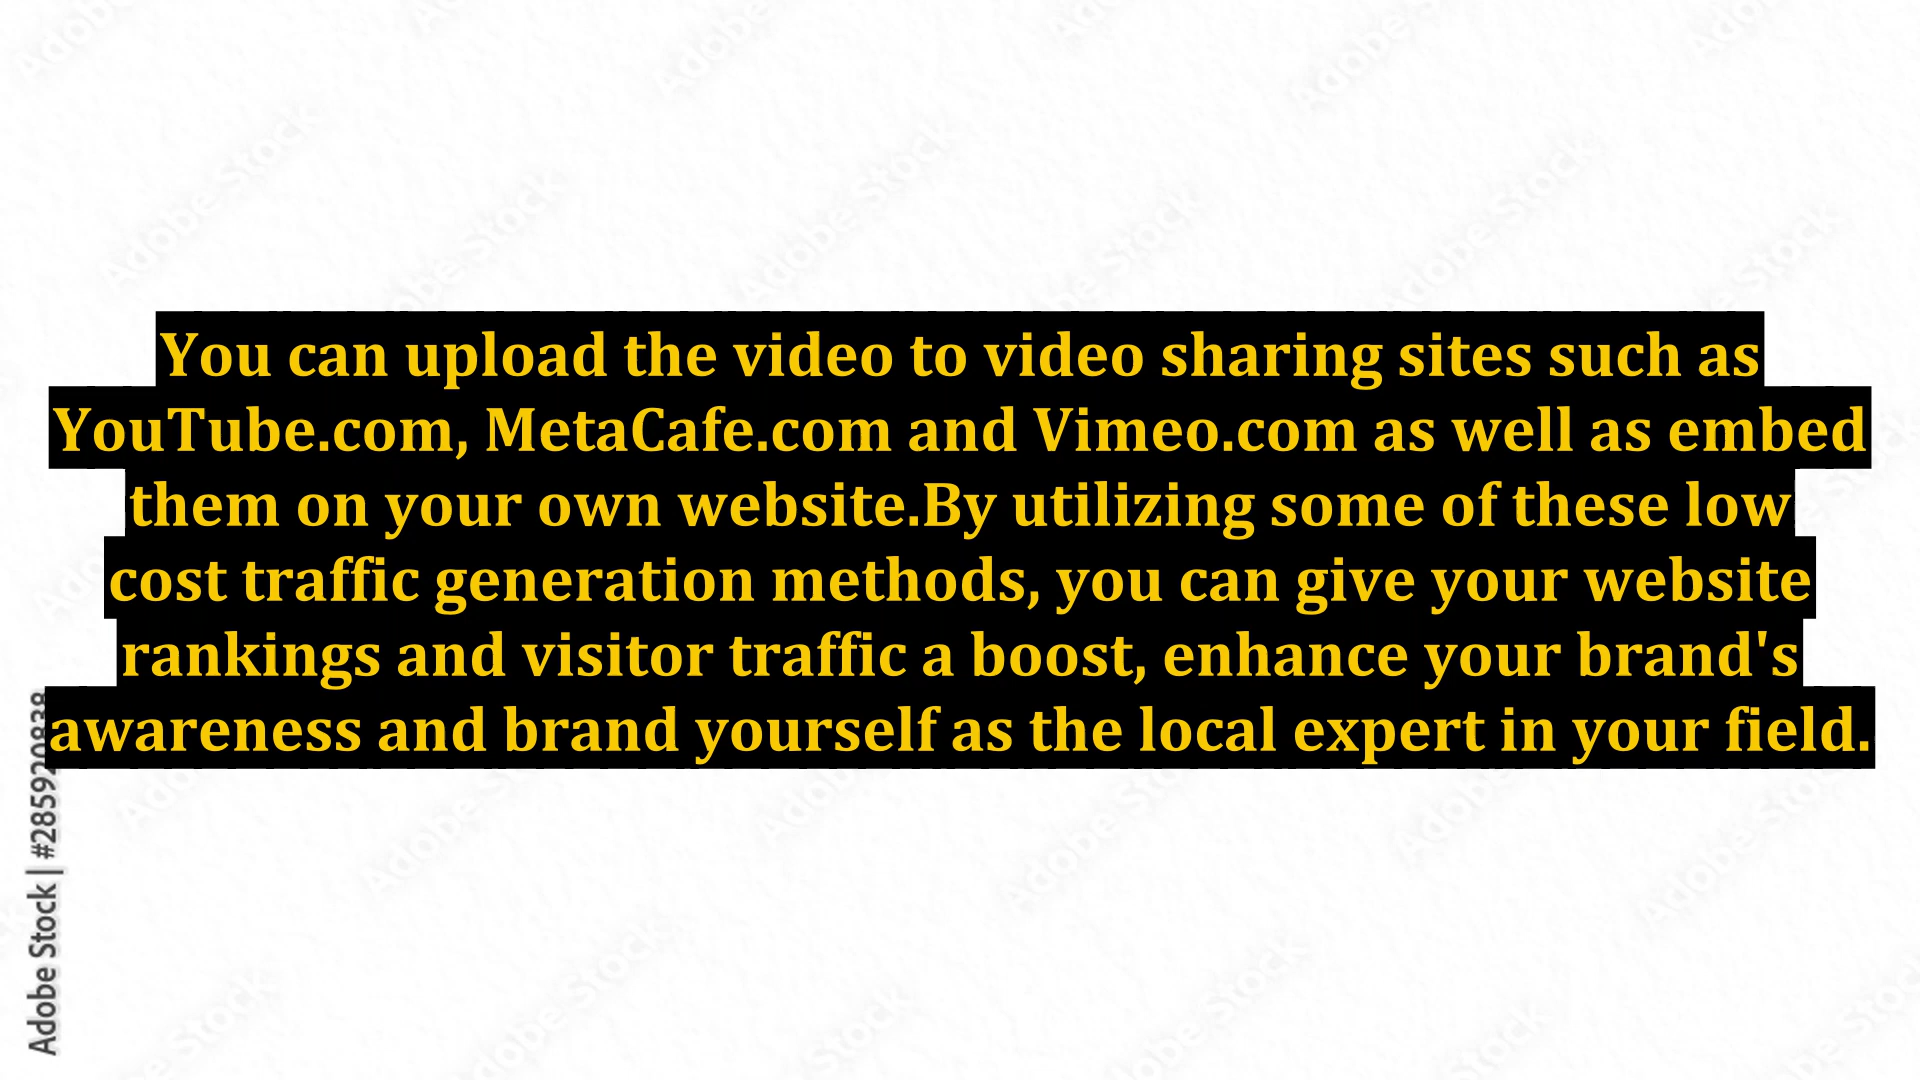 You can upload the video to video sharing sites such as
YouTube.com, MetaCafe.com and Vimeo.com as well as embed
them on your own website.By utilizing some of these low
cost traffic generation methods, you can give your website
rankings and visitor traffic a boost, enhance your brand's
awareness and brand yourself as the local expert in your field.
Adobe Stock | #285920838